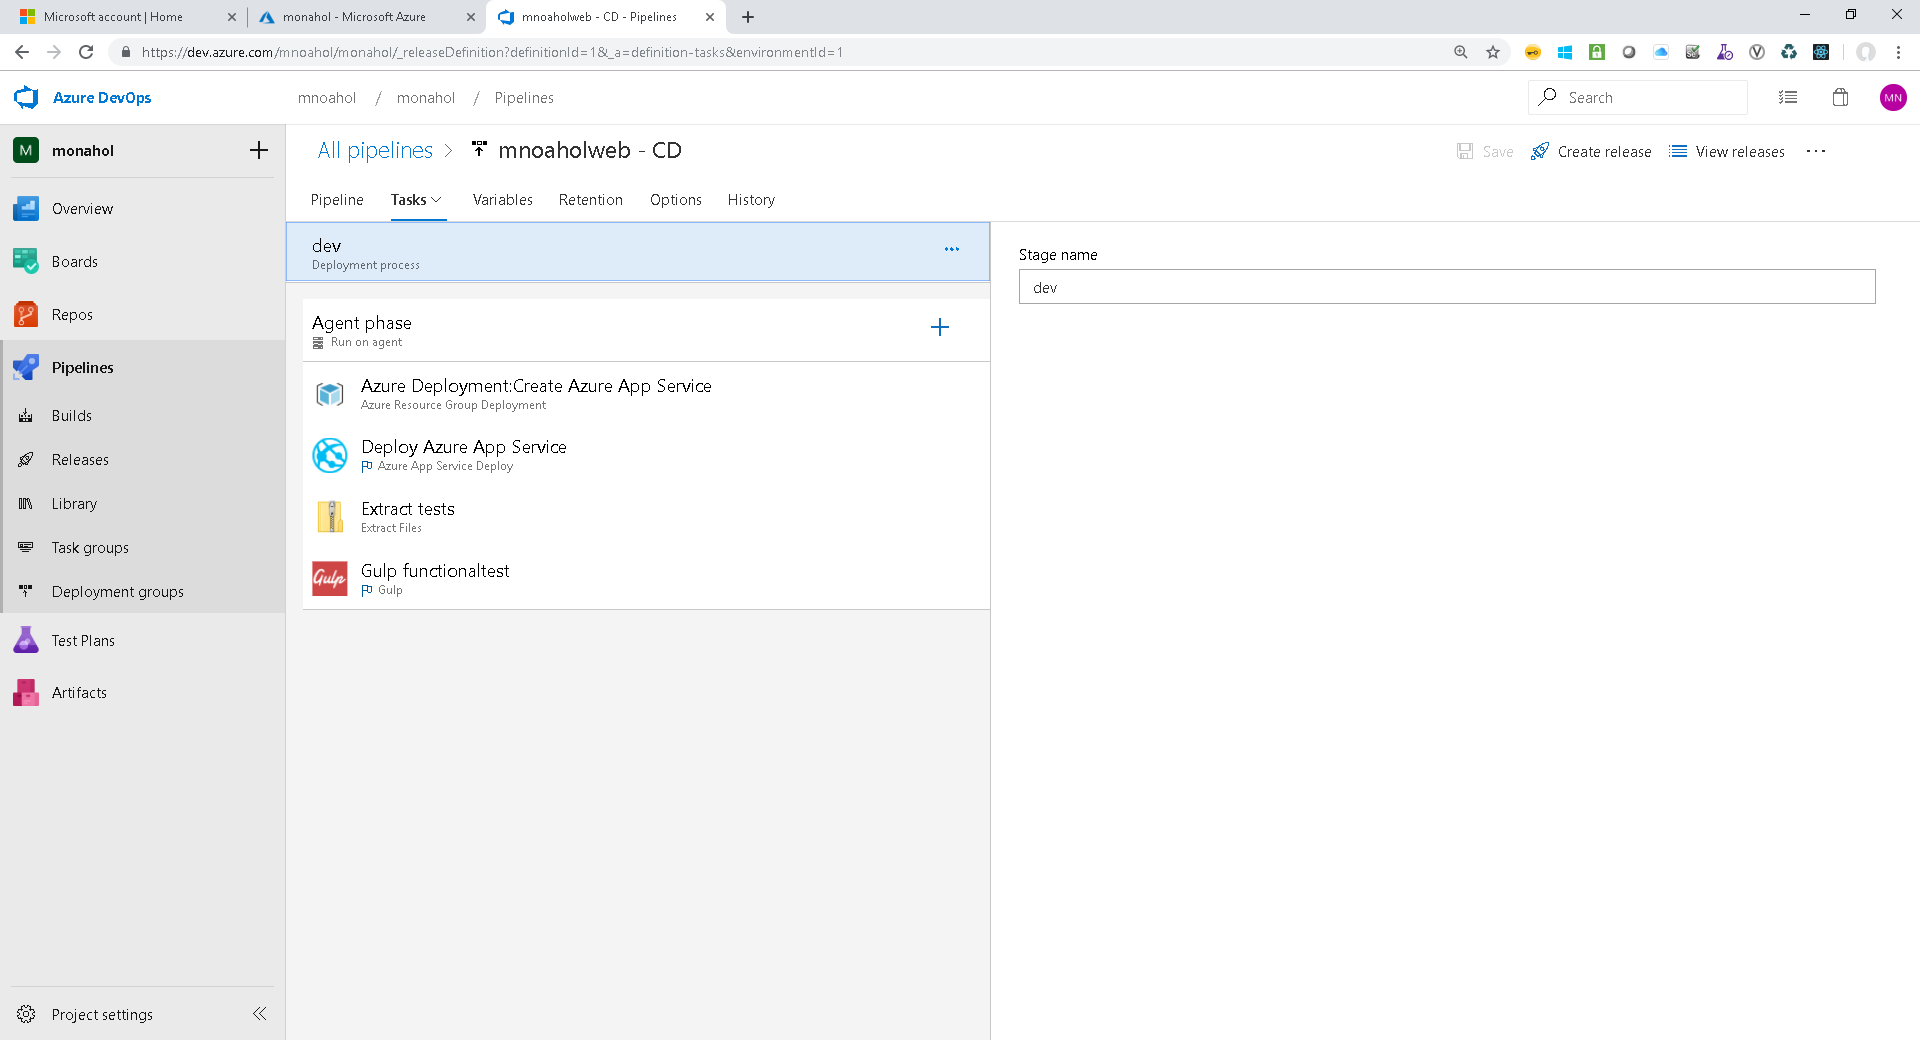 Microsoft account | Home
monahol - Microsoft Azure
mnoaholweb - CD - Pipelines
https://dev.azure.com/mnoahol/monahol/_releaseDefinition?definitionId=1&_a=definition-tasks&environmentId=1
Azure DevOps
mnoahol / monahol / Pipelines
Search
MN
M monahol
All pipelines > mnoaholweb - CD
Save
Create release
View releases
Overview
Boards
Repos
Pipelines
Builds
Releases
Library
Task groups
Deployment groups
Test Plans
Artifacts
Project settings
Pipeline
Tasks
Variables
Retention
Options
History
dev
Deployment process
Agent phase
Run on agent
Azure Deployment:Create Azure App Service
Azure Resource Group Deployment
Deploy Azure App Service
Azure App Service Deploy
Extract tests
Extract Files
Gulp
Gulp functionaltest
Gulp
Stage name
dev